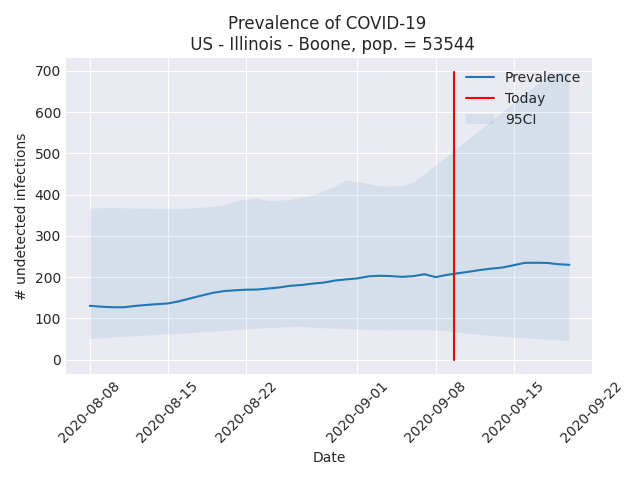 Prevalence of COVID-19
US - Illinois - Boone, pop. = 53544
700
600
500
400
300
200
100
0
# undetected infections
Prevalence
Today
95CI
2020-08-08
2020-08-15
2020-08-22
2020-09-01
2020-09-08
2020-09-15
2020-09-22
Date